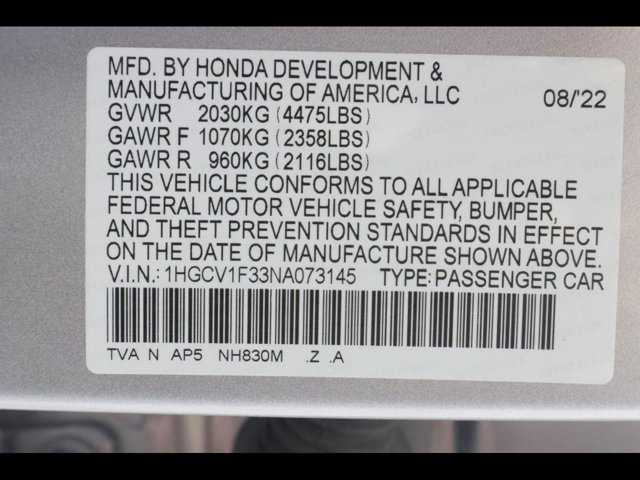 MFD. BY HONDA DEVELOPMENT &
MANUFACTURING OF AMERICA, LLC 08/'22
GVWR 2030KG (4475LBS)
GAWR F 1070KG (2358LBS)
GAWR R 960KG (2116LBS)
THIS VEHICLE CONFORMS TO ALL APPLICABLE
FEDERAL MOTOR VEHICLE SAFETY, BUMPER,
AND THEFT PREVENTION STANDARDS IN EFFECT
ON THE DATE OF MANUFACTURE SHOWN ABOVE.
V.I.N.: 1HGCV1F33NA073145 TYPE: PASSENGER CAR
TVA N AP5 NH830M .Z .A